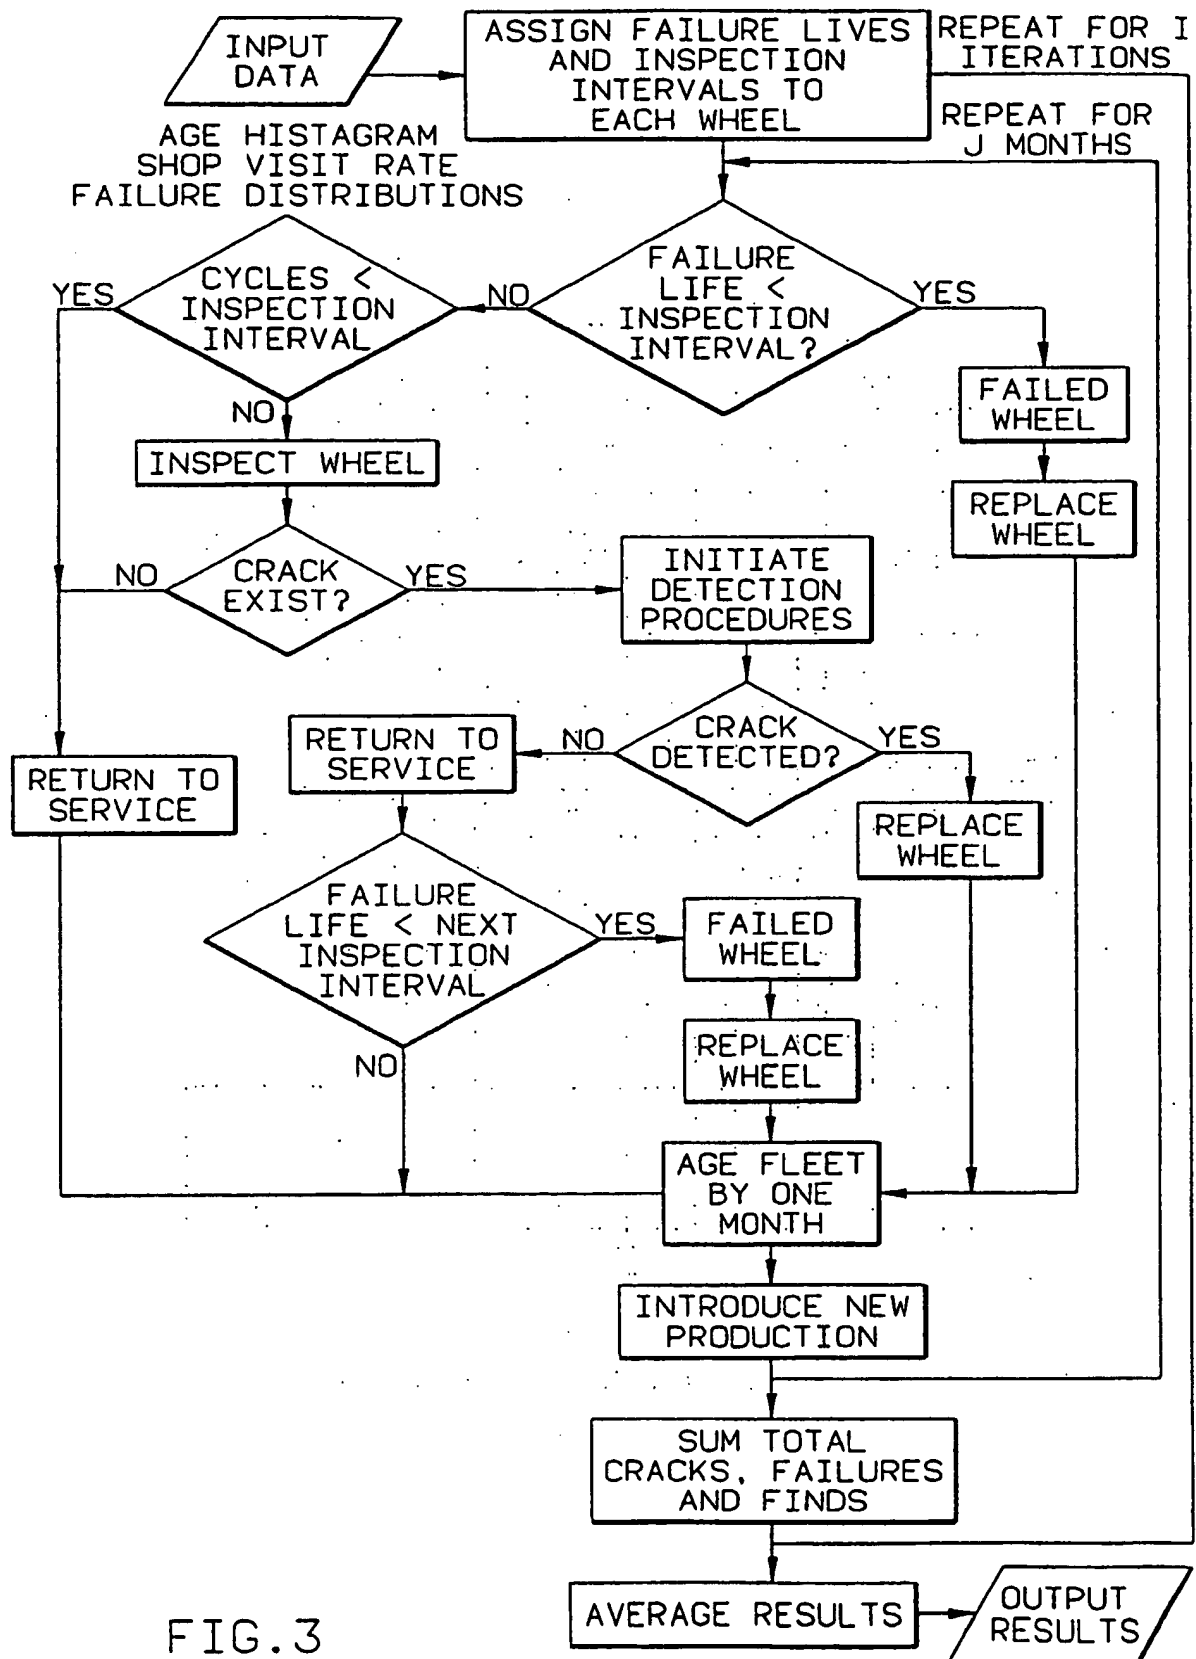 INPUT
DATA
ASSIGN FAILURE LIVES
AND INSPECTION
INTERVALS TO
EACH WHEEL
REPEAT FOR I
ITERATIONS
REPEAT FOR
J MONTHS
AGE HISTAGRAM
SHOP VISIT RATE
FAILURE DISTRIBUTIONS
YES
CYCLES <
INSPECTION
INTERVAL
NO
FAILURE
LIFE <
INSPECTION
INTERVAL?
YES
FAILED
WHEEL
NO
INSPECT WHEEL
REPLACE
WHEEL
NO
CRACK
EXIST?
YES
INITIATE
DETECTION
PROCEDURES
RETURN TO
SERVICE
NO
CRACK
DETECTED?
YES
RETURN TO
SERVICE
REPLACE
WHEEL
FAILURE
LIFE < NEXT
INSPECTION
INTERVAL
YES
FAILED
WHEEL
NO
REPLACE
WHEEL
AGE FLEET
BY ONE
MONTH
INTRODUCE NEW
PRODUCTION
SUM TOTAL
CRACKS, FAILURES
AND FINDS
AVERAGE RESULTS
OUTPUT
RESULTS
FIG.3